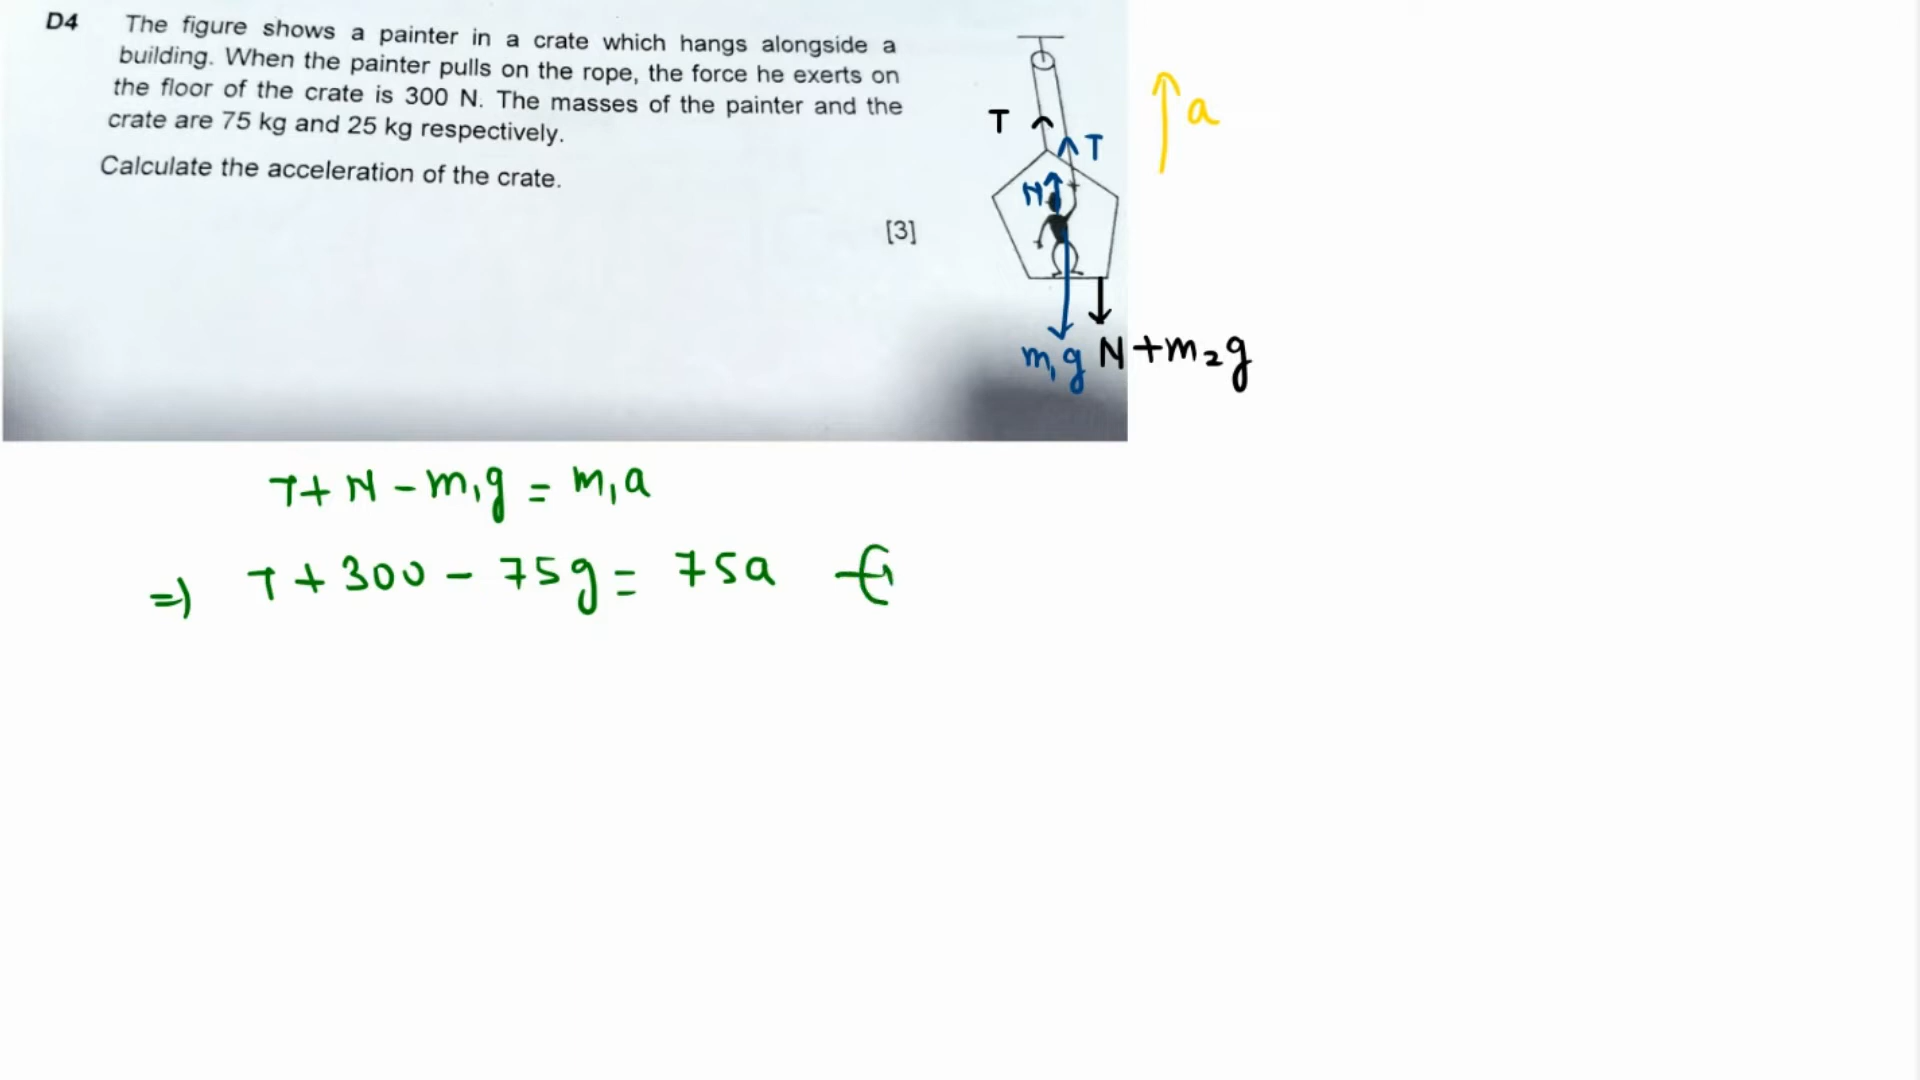 D4 The figure shows a painter in a crate which hangs alongside a
building. When the painter pulls on the rope, the force he exerts on
the floor of the crate is 300 N. The masses of the painter and the
crate are 75 kg and 25 kg respectively.
Calculate the acceleration of the crate.
[3]
T
T
N
a
m₁g
N+m₂g
T+N-m₁g=m₁a
⇒) T+300-75g=75a